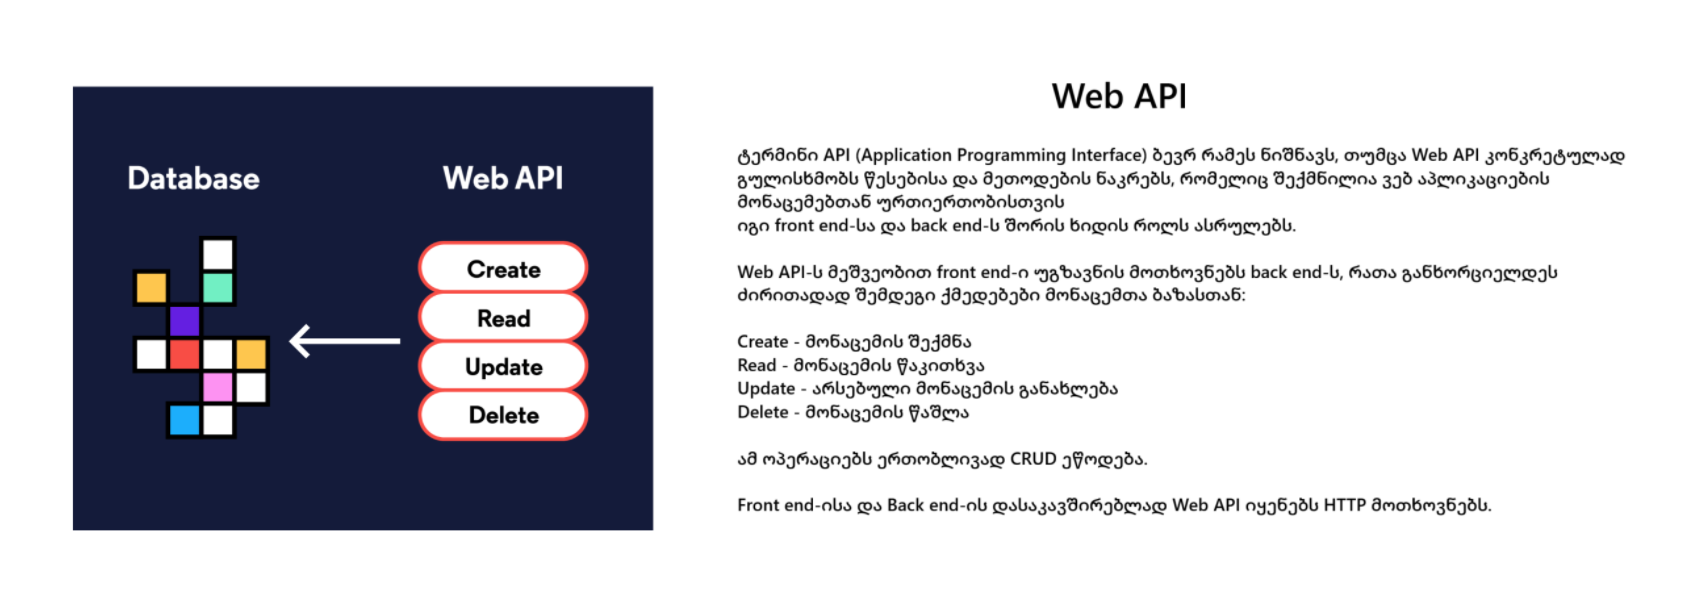 Database
Web API
Create
Read
Update
Delete
Web API
ტერმინი API (Application Programming Interface) ბევრ რამეს ნიშნავს, თუმცა Web API კონკრეტულად
გულისხმობს წესებისა და მეთოდების ნაკრებს, რომელიც შექმნილია ვებ აპლიკაციების
მონაცემებთან ურთიერთობისთვის
იგი front end-სა და back end-ს შორის ხიდის როლს ასრულებს.
Web API-ს მეშვეობით front end-ი უგზავნის მოთხოვნებს back end-ს, რათა განხორციელდეს
ძირითადად შემდეგი ქმედებები მონაცემთა ბაზასთან:
Create - მონაცემის შექმნა
Read - მონაცემის წაკითხვა
Update - არსებული მონაცემის განახლება
Delete - მონაცემის წაშლა
ამ ოპერაციებს ერთობლივად CRUD ეწოდება.
Front end-ისა და Back end-ის დასაკავშირებლად Web API იყენებს HTTP მოთხოვნებს.